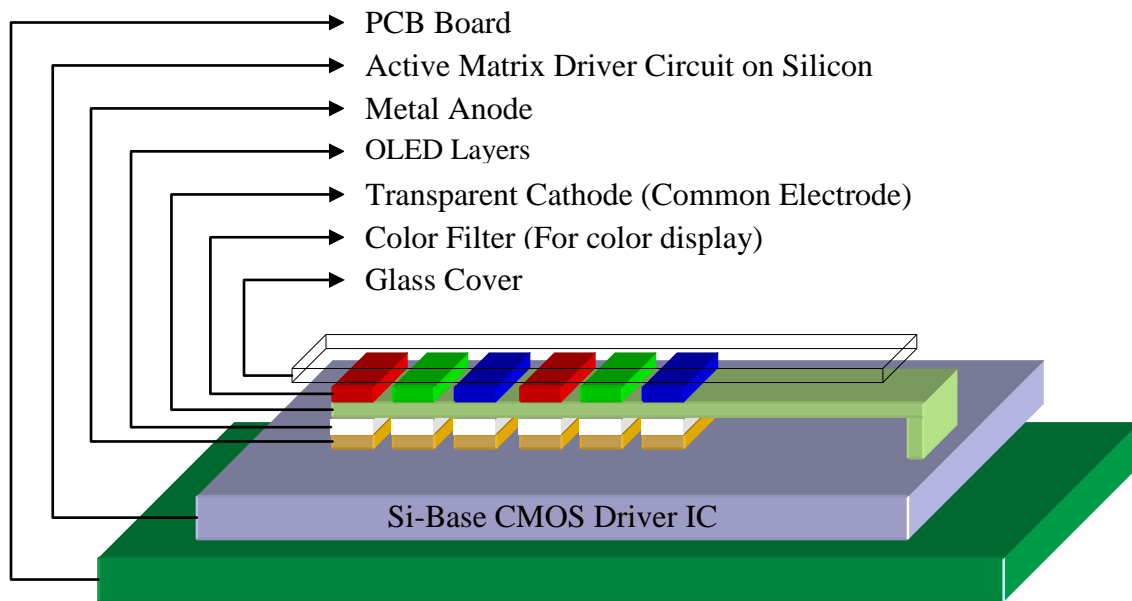 PCB Board
Active Matrix Driver Circuit on Silicon
Metal Anode
OLED Layers
Transparent Cathode (Common Electrode)
Color Filter (For color display)
Glass Cover
Si-Base CMOS Driver IC